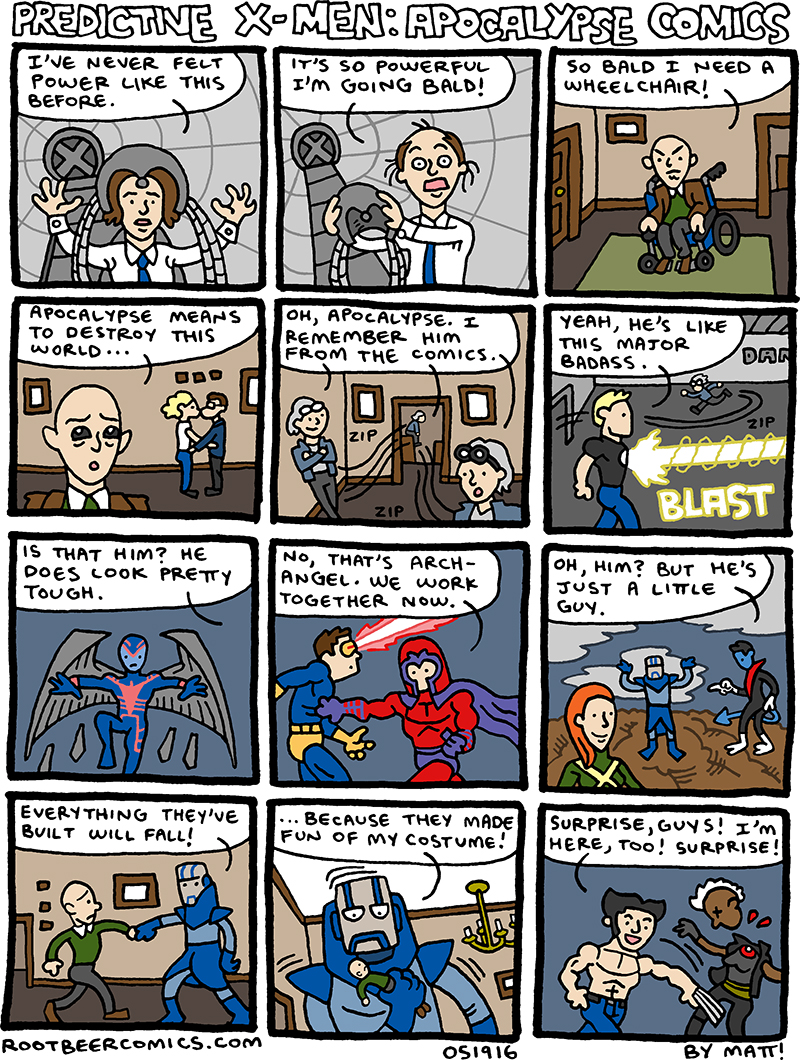 PREDICTIVE X-MEN: APOCALYPSE COMICS
I'VE NEVER FELT
POWER LIKE THIS
BEFORE.
IT'S SO POWERFUL
I'M GOING BALD!
SO BALD I NEED A
WHEELCHAIR!
APOCALYPSE MEANS
TO DESTROY THIS
WORLD...
OH, APOCALYPSE. I
REMEMBER HIM
FROM THE COMICS.
ZIP
ZIP
YEAH, HE'S LIKE
THIS MAJOR
BADASS.
DAN
ZIP
BLAST
IS THAT HIM? HE
DOES LOOK PRETTY
TOUGH.
NO, THAT'S ARCH-
ANGEL. WE WORK
TOGETHER NOW.
OH, HIM? BUT HE'S
JUST A LITTLE
GUY.
EVERYTHING THEY'VE
BUILT WILL FALL!
...BECAUSE THEY MADE
FUN OF MY COSTUME!
SURPRISE, GUYS! I'M
HERE, TOO! SURPRISE!
ROOTBEERCOMICS.COM
051916
BY MATT!